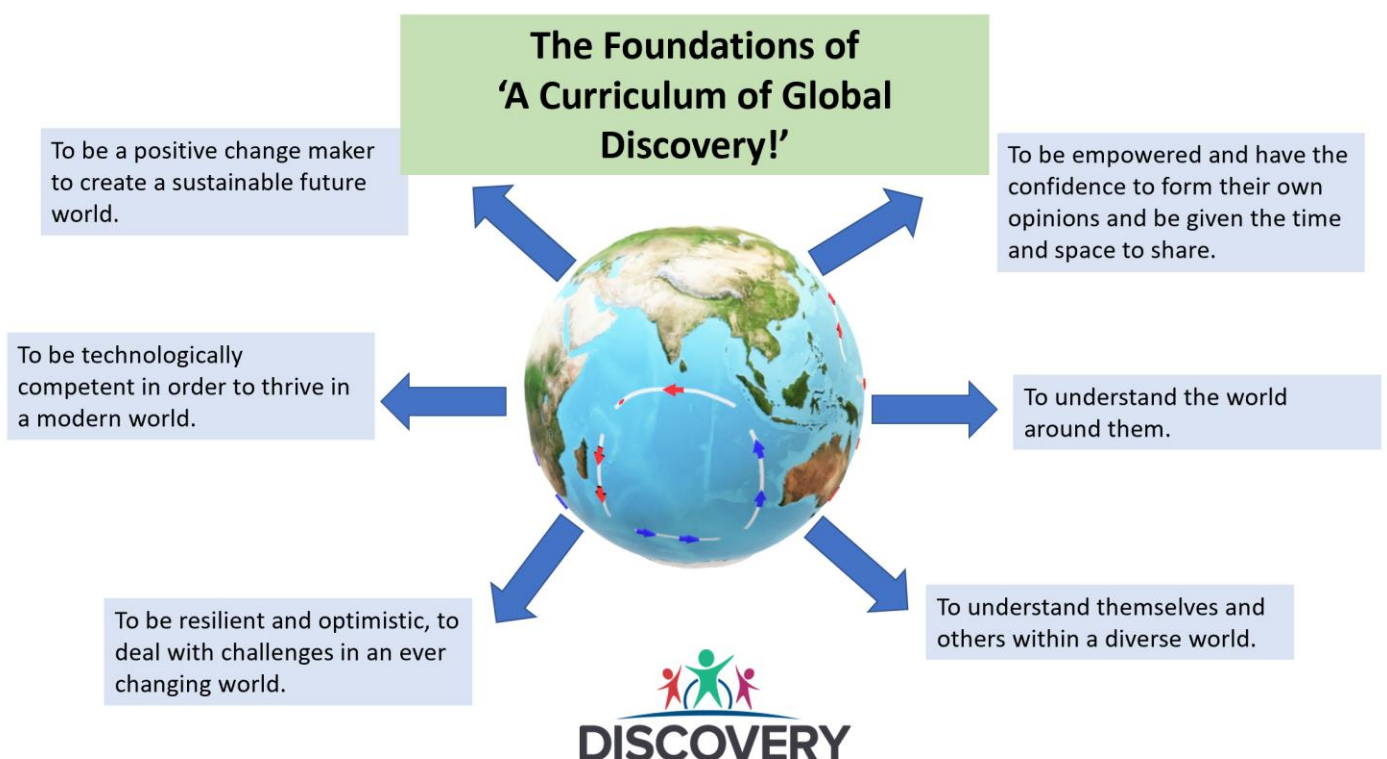 The Foundations of
‘A Curriculum of Global
Discovery!’
To be a positive change maker
to create a sustainable future
world.
To be empowered and have the
confidence to form their own
opinions and be given the time
and space to share.
To be technologically
competent in order to thrive in
a modern world.
To understand the world
around them.
To be resilient and optimistic, to
deal with challenges in an ever
changing world.
To understand themselves and
others within a diverse world.
DISCOVERY